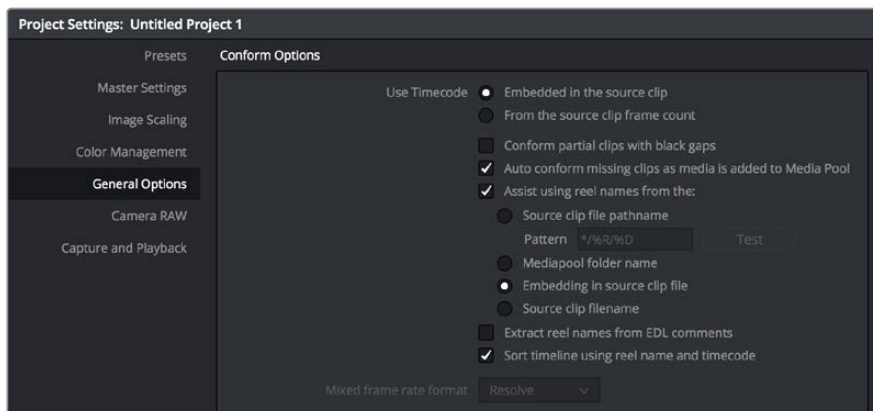 Project Settings: Untitled Project 1
Presets
Master Settings
Image Scaling
Color Management
General Options
Camera RAW
Capture and Playback
Conform Options
Use Timecode Embedded in the source clip
From the source clip frame count
Conform partial clips with black gaps
Auto conform missing clips as media is added to Media Pool
Assist using reel names from the:
Source clip file pathname
Pattern */%R/%D Test
Mediapool folder name
Embedding in source clip file
Source clip filename
Extract reel names from EDL comments
Sort timeline using reel name and timecode
Mixed frame rate format Resolve